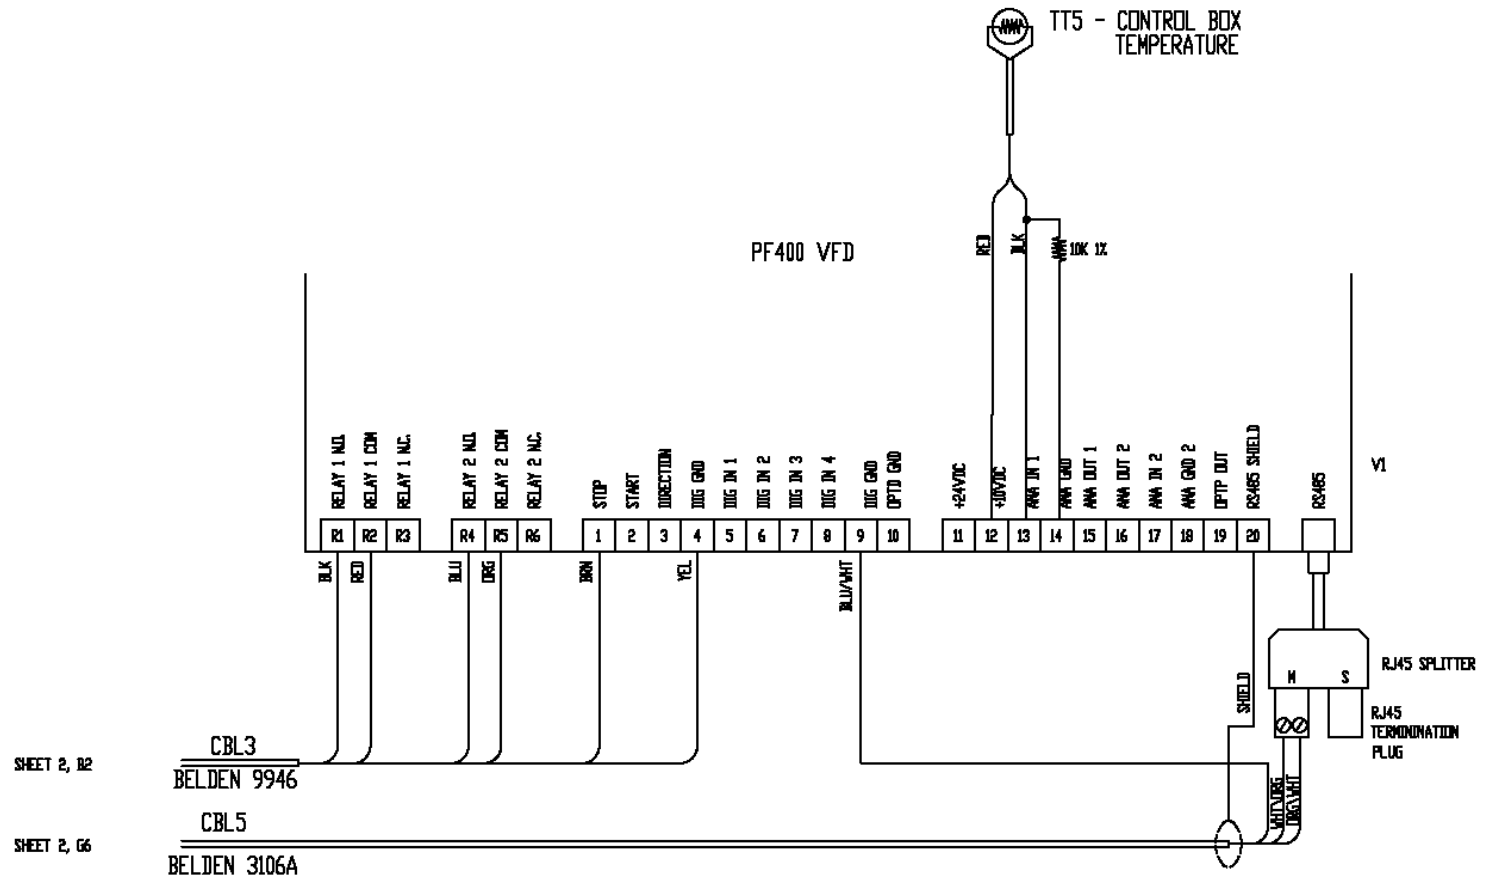 TT5 - CONTROL BOX
TEMPERATURE
PF400 VFD
RED
BLK
10K 1%
RELAY 1 N.O.
RELAY 1 COM
RELAY 1 N.C.
RELAY 2 N.O.
RELAY 2 COM
RELAY 2 N.C.
STOP
START
DIRECTION
DIG GND
DIG IN 1
DIG IN 2
DIG IN 3
DIG IN 4
DIG GND
OPTO GND
+24VDC
+10VDC
ANA IN 1
ANA GND
ANA OUT 1
ANA OUT 2
ANA IN 2
ANA GND 2
OPTP OUT
RS485 SHIELD
RS485
V1
R1 R2 R3 R4 R5 R6 1 2 3 4 5 6 7 8 9 10 11 12 13 14 15 16 17 18 19 20
BLK
RED
BLU
ORG
BRN
YEL
BLU/WHT
SHIELD
M S
RJ45 SPLITTER
RJ45
TERMININATION
PLUG
WHT\ORG
ORG\WHT
SHEET 2, B2
CBL3
BELDEN 9946
SHEET 2, G6
CBL5
BELDEN 3106A